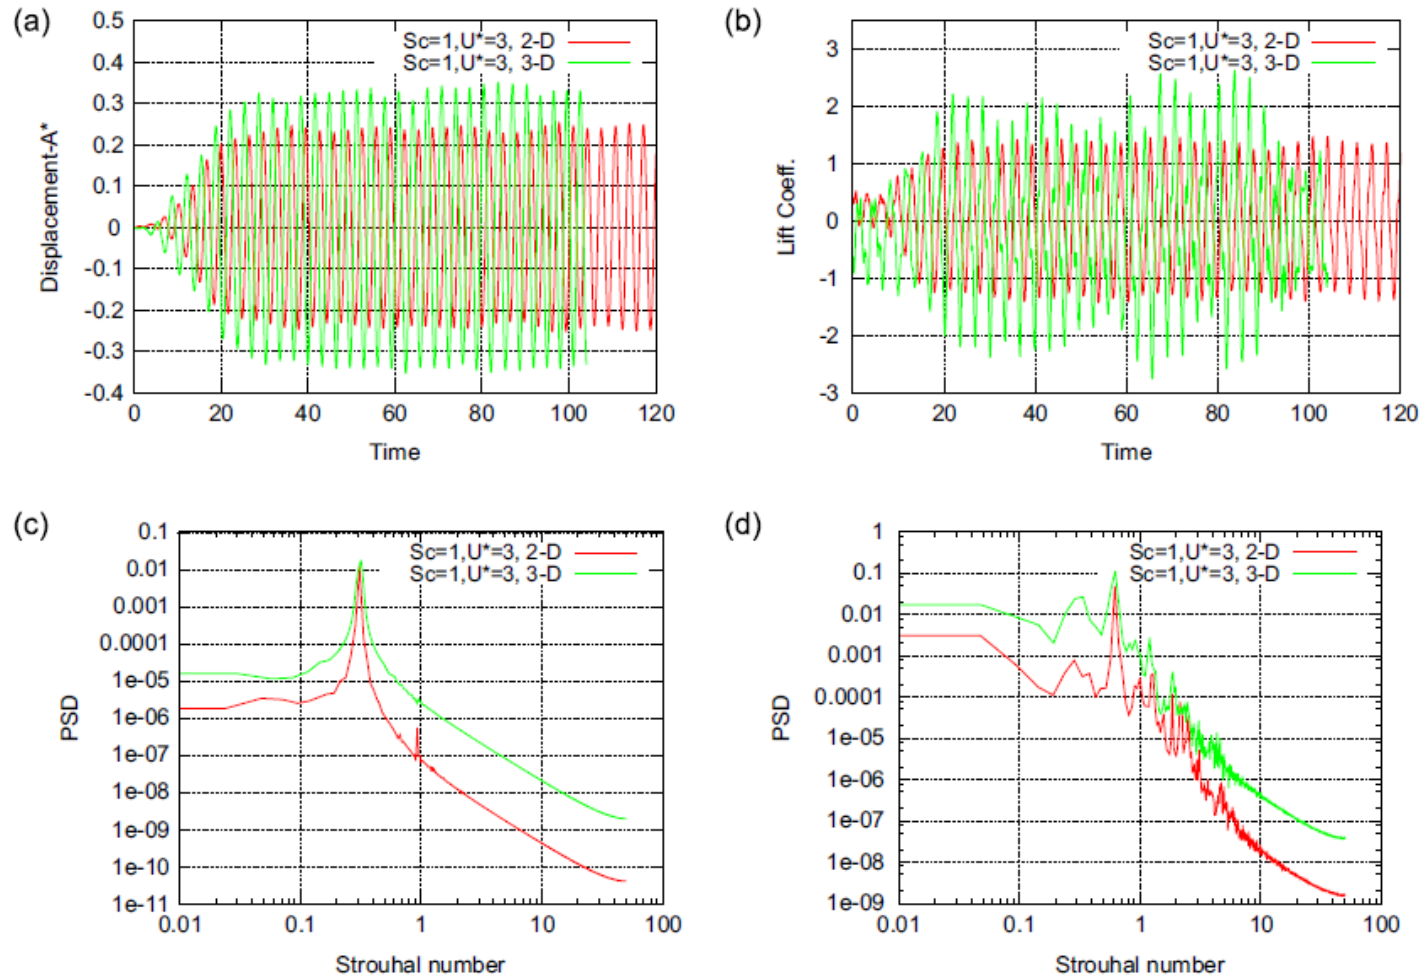 (a)
0.5
0.4
0.3
0.2
0.1
0
-0.1
-0.2
-0.3
-0.4
Displacement-A*
Sc=1,U*=3, 2-D
Sc=1,U*=3, 3-D
0 20 40 60 80 100 120
Time
(b)
3
2
1
0
-1
-2
-3
Lift Coeff.
Sc=1,U*=3, 2-D
Sc=1,U*=3, 3-D
0 20 40 60 80 100 120
Time
(c)
0.1
0.01
0.001
0.0001
1e-05
1e-06
1e-07
1e-08
1e-09
1e-10
1e-11
PSD
Sc=1,U*=3, 2-D
Sc=1,U*=3, 3-D
0.01 0.1 1 10 100
Strouhal number
(d)
1
0.1
0.01
0.001
0.0001
1e-05
1e-06
1e-07
1e-08
1e-09
PSD
Sc=1,U*=3, 2-D
Sc=1,U*=3, 3-D
0.01 0.1 1 10 100
Strouhal number